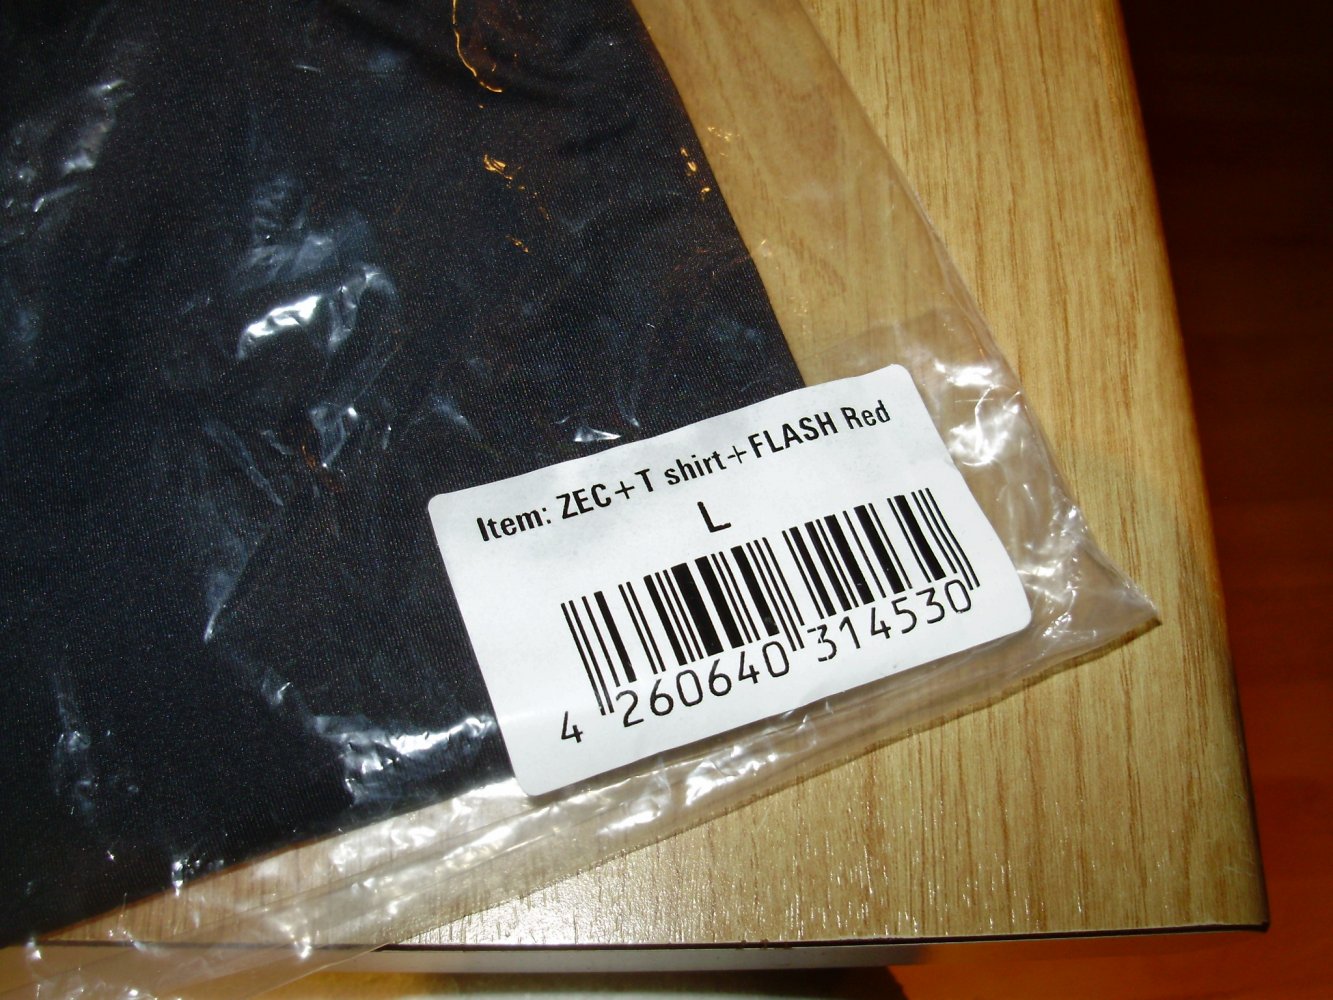 Item: ZEC+T shirt+FLASH Red
L
4 260640 314530